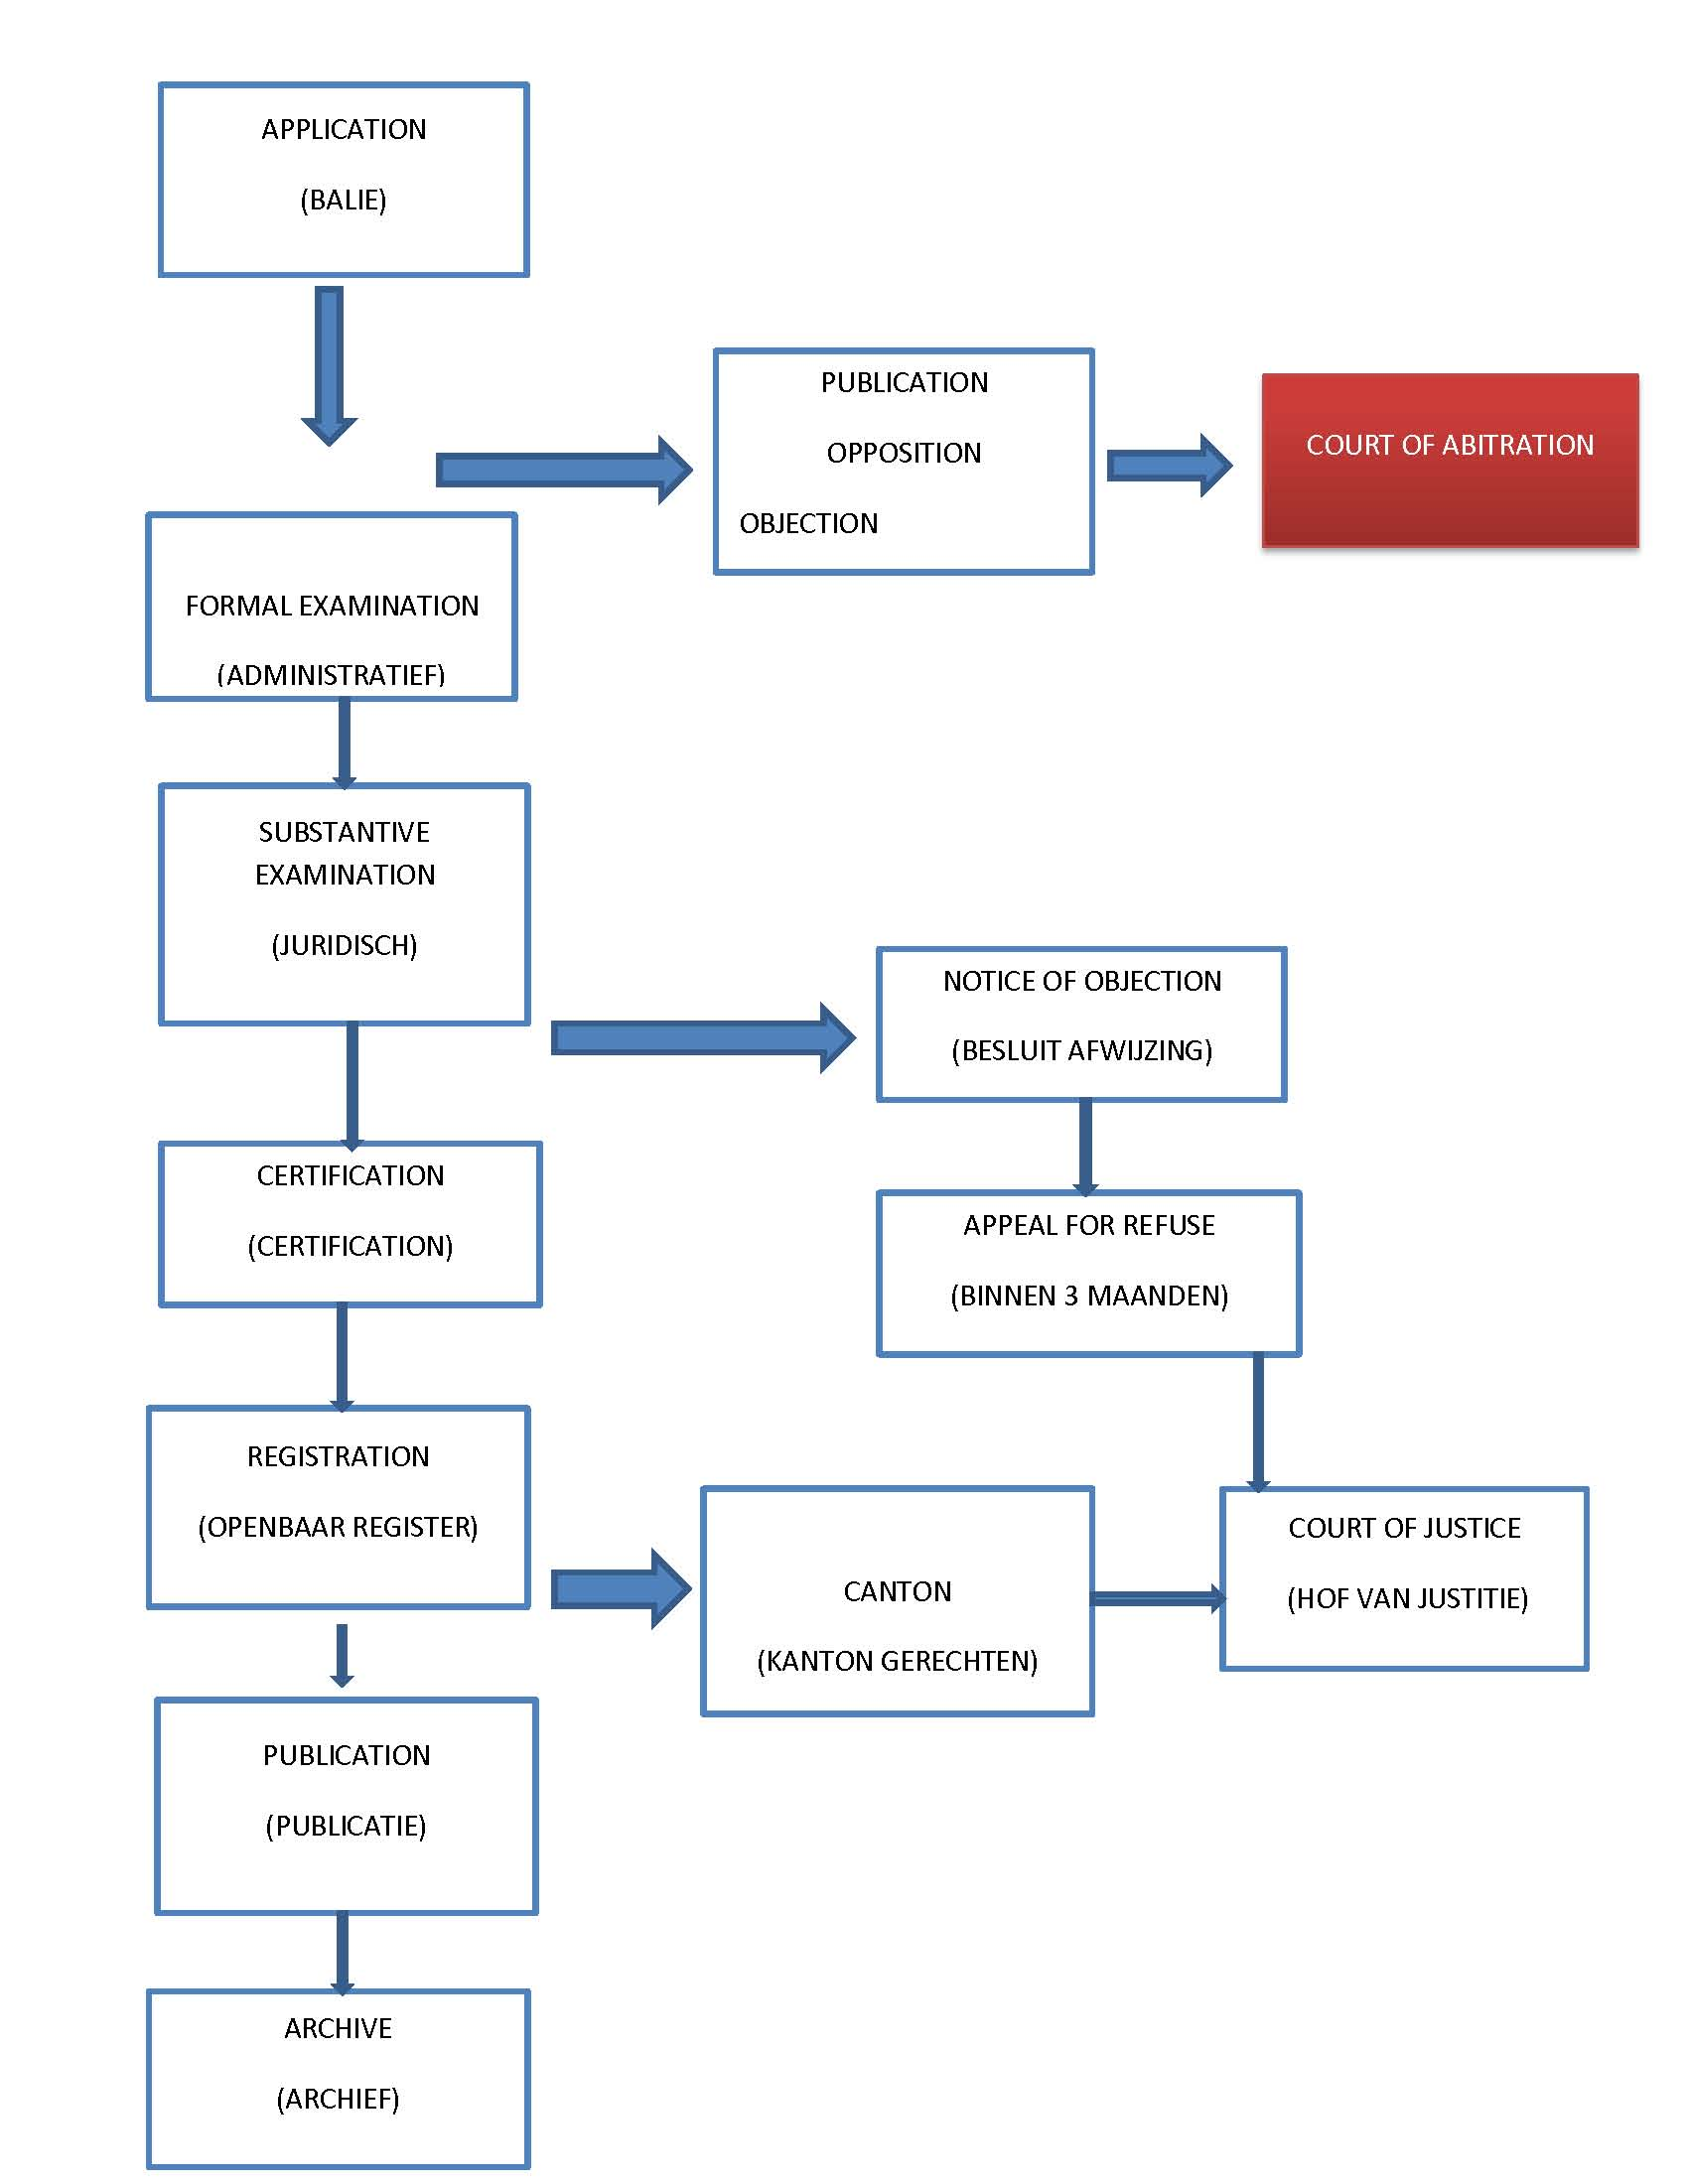 APPLICATION
(BALIE)
PUBLICATION
OPPOSITION
OBJECTION
COURT OF ABITRATION
FORMAL EXAMINATION
(ADMINISTRATIEF)
SUBSTANTIVE
EXAMINATION
(JURIDISCH)
NOTICE OF OBJECTION
(BESLUIT AFWIJZING)
CERTIFICATION
(CERTIFICATION)
APPEAL FOR REFUSE
(BINNEN 3 MAANDEN)
REGISTRATION
(OPENBAAR REGISTER)
CANTON
(KANTON GERECHTEN)
COURT OF JUSTICE
(HOF VAN JUSTITIE)
PUBLICATION
(PUBLICATIE)
ARCHIVE
(ARCHIEF)